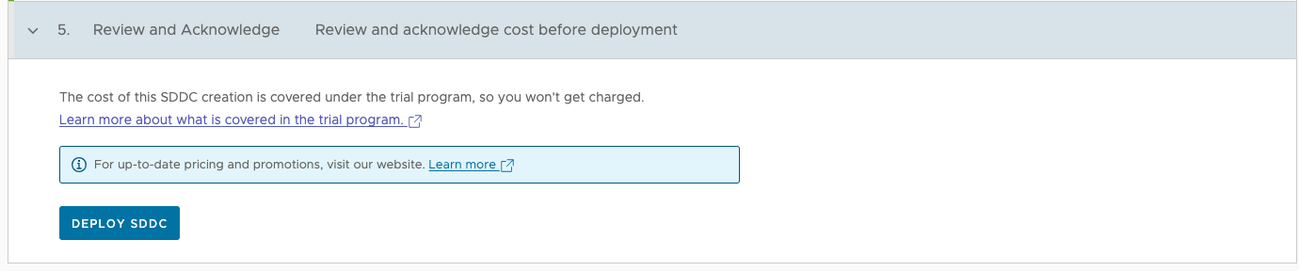 5. Review and Acknowledge Review and acknowledge cost before deployment
The cost of this SDDC creation is covered under the trial program, so you won't get charged.
Learn more about what is covered in the trial program.
For up-to-date pricing and promotions, visit our website. Learn more
DEPLOY SDDC